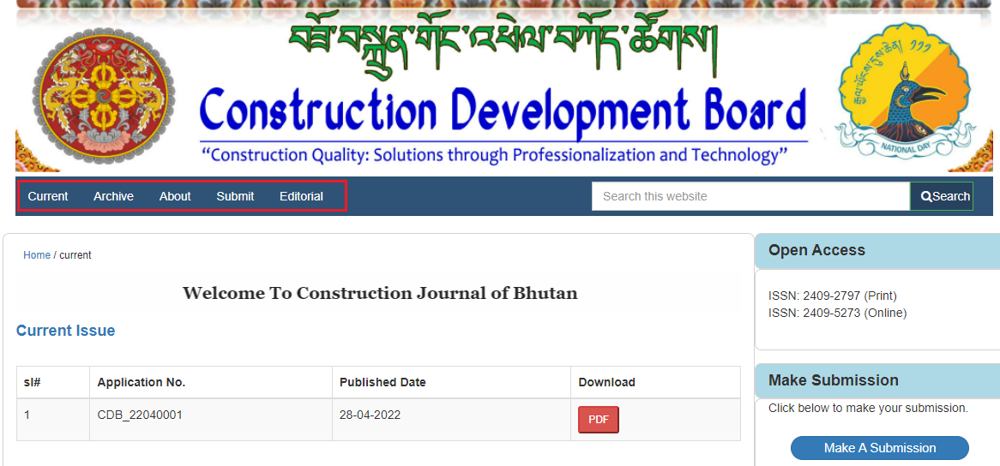 བཟོ་བསྐྲུན་གོང་འཕེལ་བཀོད་ཚོགས།
Construction Development Board
“Construction Quality: Solutions through Professionalization and Technology”
NATIONAL DAY
Current Archive About Submit Editorial
Search this website Search
Home / current
Welcome To Construction Journal of Bhutan
Current Issue
sl# Application No. Published Date Download
1 CDB_22040001 28-04-2022 PDF
Open Access
ISSN: 2409-2797 (Print)
ISSN: 2409-5273 (Online)
Make Submission
Click below to make your submission.
Make A Submission